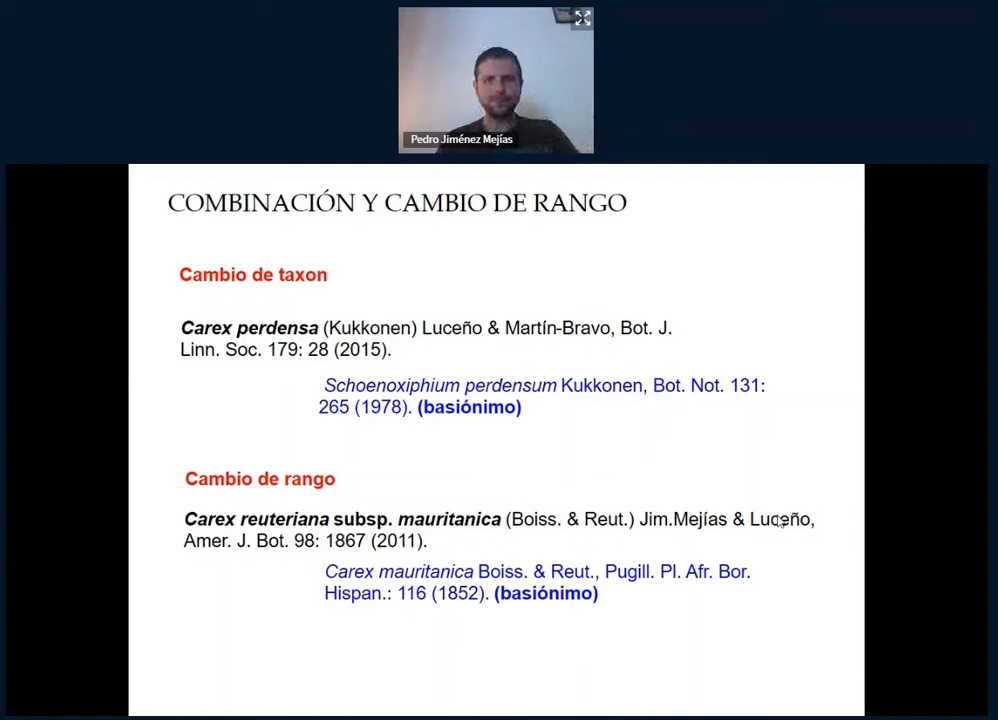 Pedro Jiménez Mejías
COMBINACIÓN Y CAMBIO DE RANGO
Cambio de taxon
Carex perdensa (Kukkonen) Luceño & Martín-Bravo, Bot. J.
Linn. Soc. 179: 28 (2015).
Schoenoxiphium perdensum Kukkonen, Bot. Not. 131:
265 (1978). (basiónimo)
Cambio de rango
Carex reuteriana subsp. mauritanica (Boiss. & Reut.) Jim.Mejías & Luceño,
Amer. J. Bot. 98: 1867 (2011).
Carex mauritanica Boiss. & Reut., Pugill. Pl. Afr. Bor.
Hispan.: 116 (1852). (basiónimo)